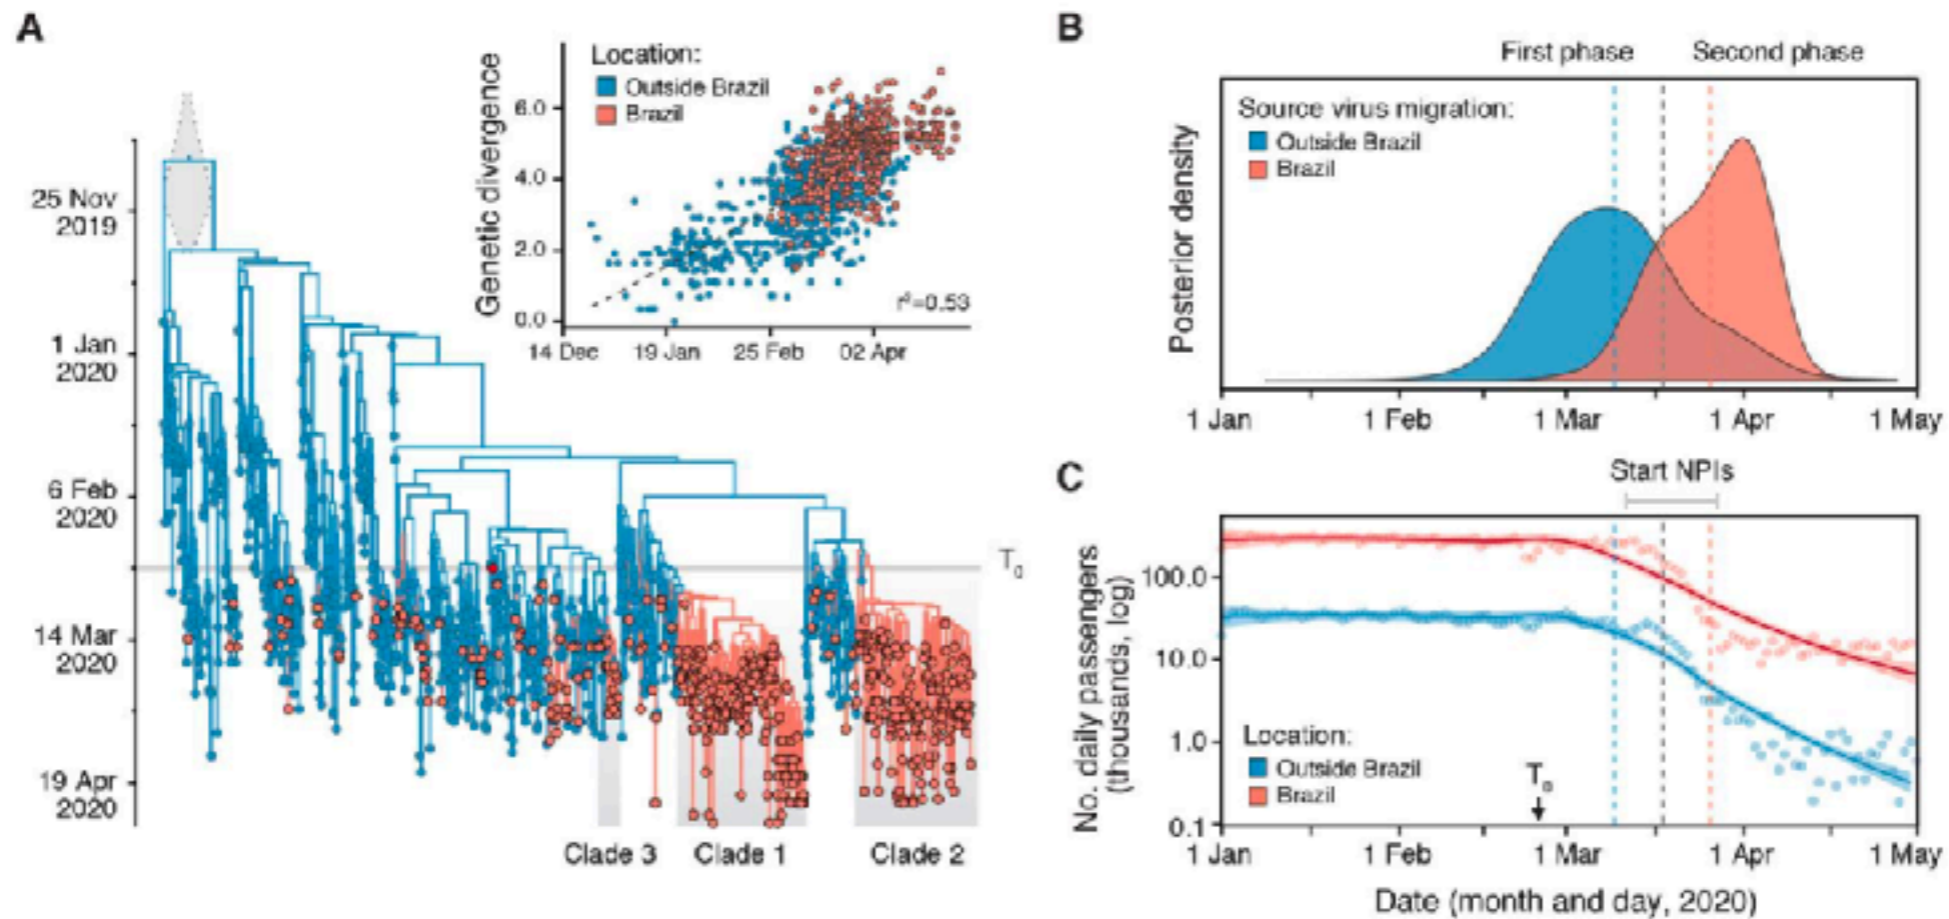 A
25 Nov
2019
1 Jan
2020
6 Feb
2020
14 Mar
2020
19 Apr
2020
T0
Clade 3
Clade 1
Clade 2
Genetic divergence
6.0
4.0
2.0
0.0
Location:
Outside Brazil
Brazil
r²=0.53
14 Dec
19 Jan
25 Feb
02 Apr
B
First phase
Second phase
Source virus migration:
Outside Brazil
Brazil
Posterior density
1 Jan
1 Feb
1 Mar
1 Apr
1 May
C
Start NPIs
No. daily passengers
(thousands, log)
100.0
10.0
1.0
0.1
Location:
Outside Brazil
Brazil
T0
1 Jan
1 Feb
1 Mar
1 Apr
1 May
Date (month and day, 2020)